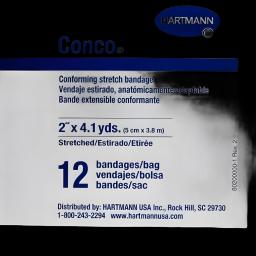 HARTMANN
Conco®
Conforming stretch bandage
Vendaje estirado, anatómicamente adaptable
Bande extensible conformante
2" x 4.1 yds. (5 cm x 3.8 m)
Stretched/Estirado/Etirée
12 bandages/bag
vendajes/bolsa
bandes/sac
Distributed by: HARTMANN USA Inc., Rock Hill, SC 29730
1-800-243-2294 www.hartmannusa.com